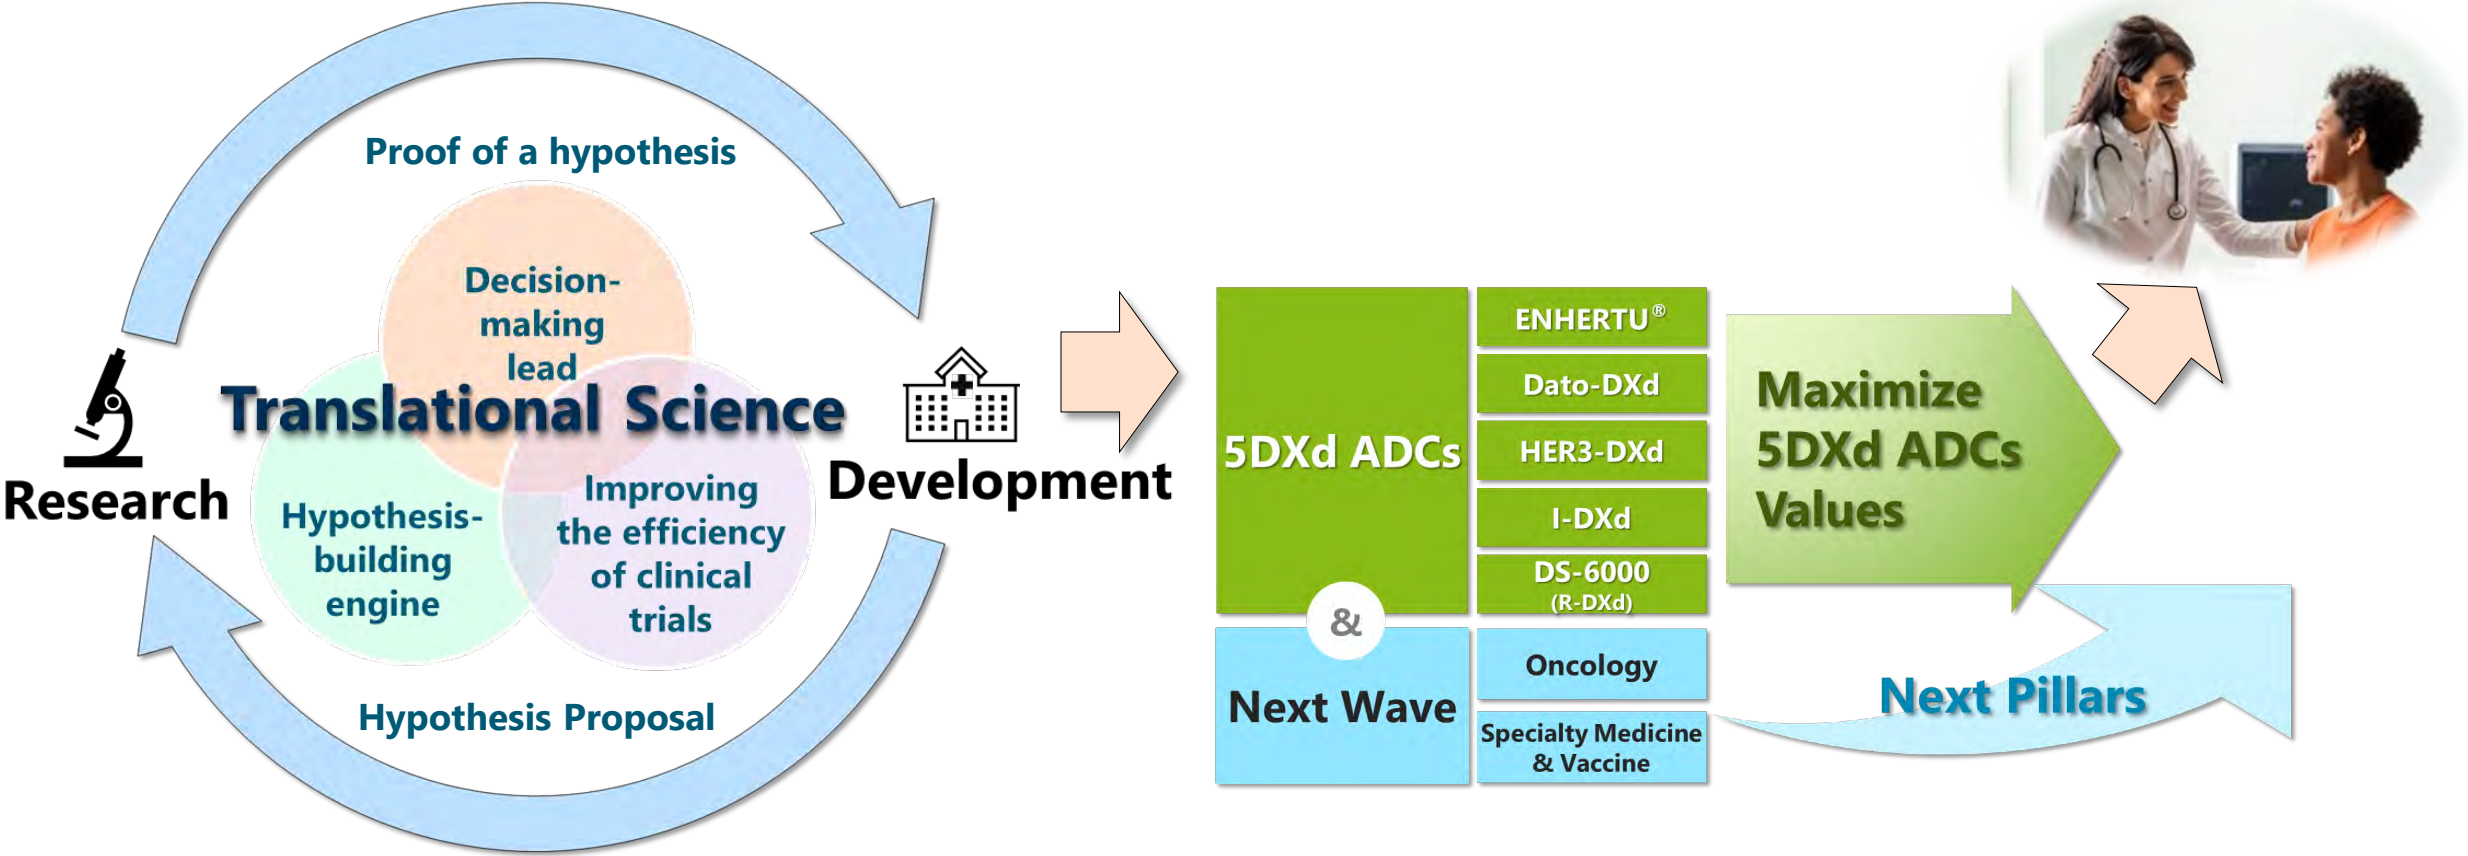 Proof of a hypothesis
Decision-
making
lead
Translational Science
Research
Development
Hypothesis-
building
engine
Improving
the efficiency
of clinical
trials
Hypothesis Proposal
5DXd ADCs
&
Next Wave
ENHERTU®
Dato-DXd
HER3-DXd
I-DXd
DS-6000
(R-DXd)
Oncology
Specialty Medicine
& Vaccine
Maximize
5DXd ADCs
Values
Next Pillars